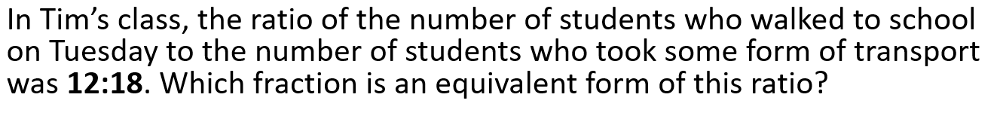 In Tim’s class, the ratio of the number of students who walked to school
on Tuesday to the number of students who took some form of transport
was 12:18. Which fraction is an equivalent form of this ratio?